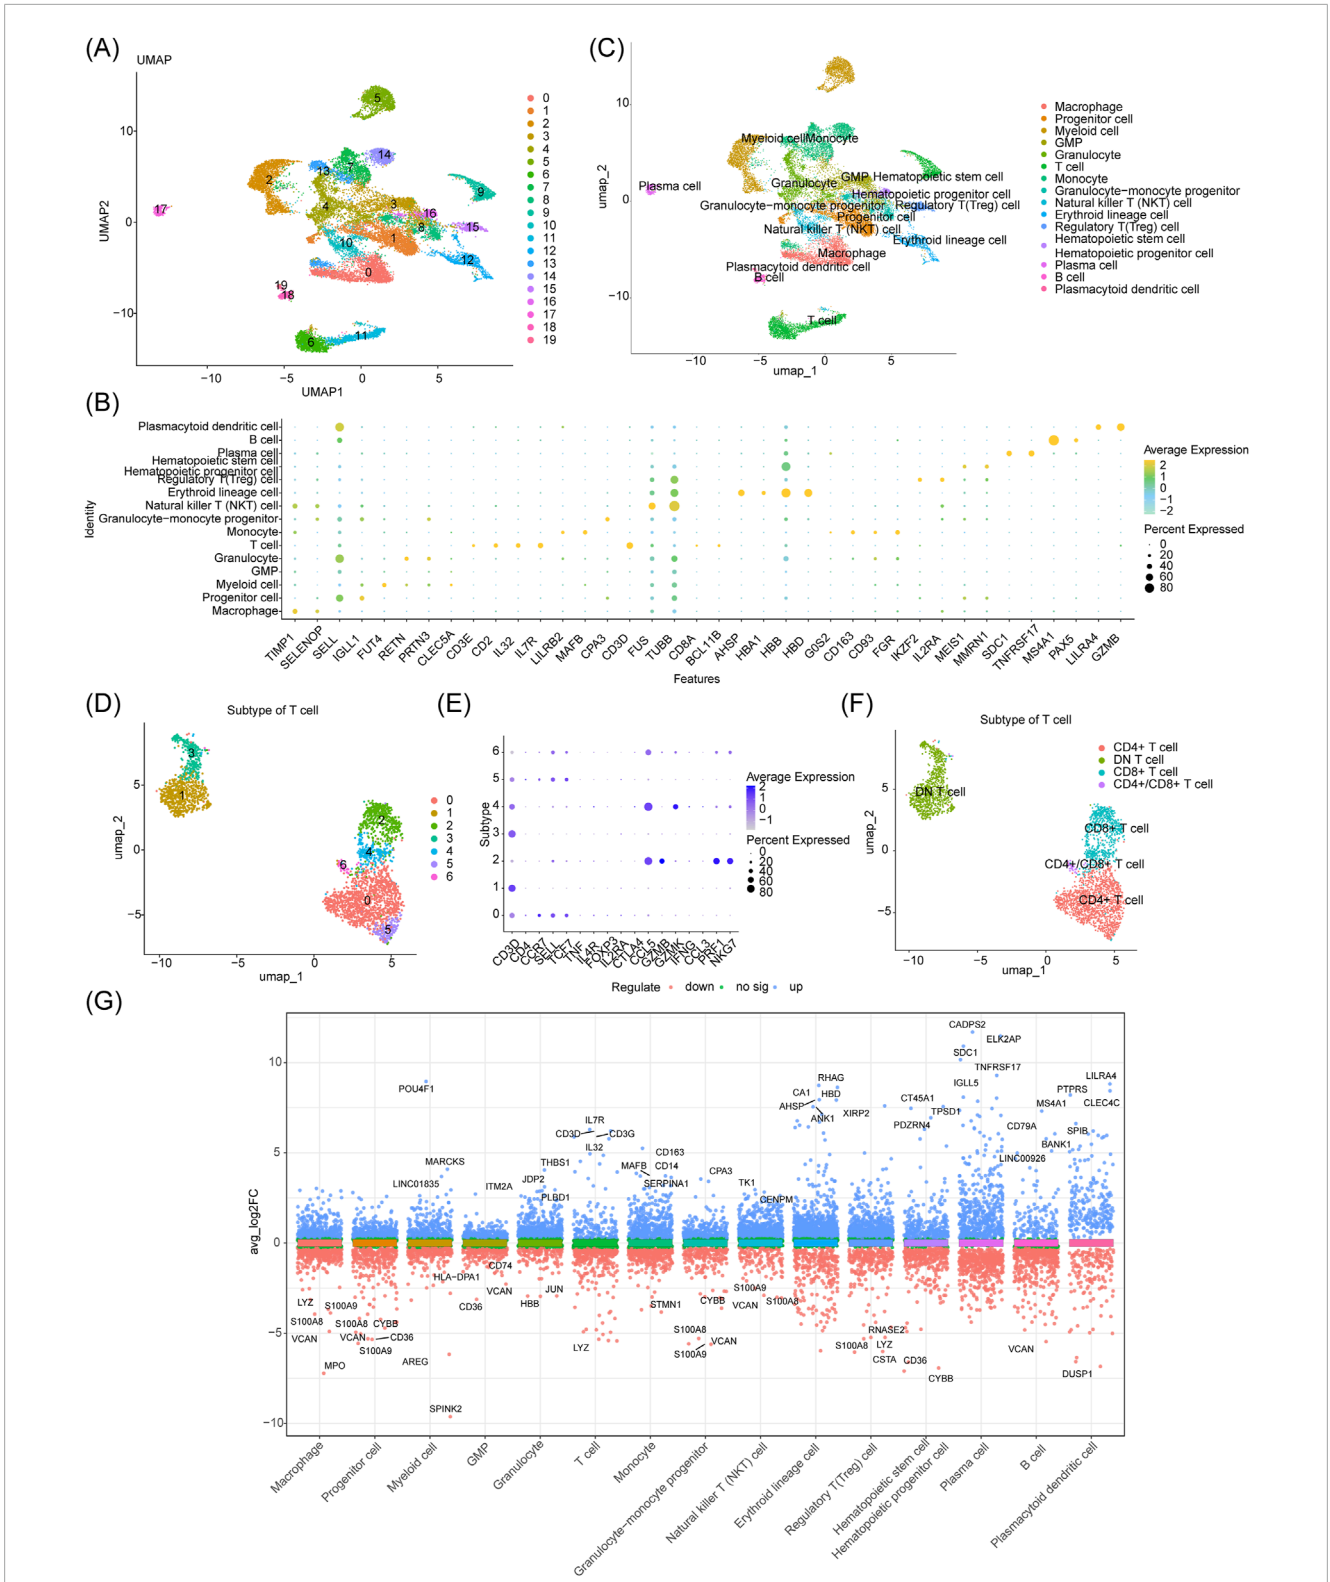 (A)
UMAP
UMAP2
10
0
−10
−10
−5
0
5
UMAP1
5
14
13
7
2
9
17
4
3
16
8
15
1
10
12
0
19
18
6
11
0
1
2
3
4
5
6
7
8
9
10
11
12
13
14
15
16
17
18
19
(C)
umap_2
10
0
−10
−10
−5
0
5
umap_1
Myeloid cell
Monocyte
Plasma cell
Granulocyte
GMP
Hematopoietic stem cell
Hematopoietic progenitor cell
Granulocyte−monocyte progenitor
Regulatory T(Treg) cell
Progenitor cell
Natural killer T (NKT) cell
Erythroid lineage cell
Macrophage
Plasmacytoid dendritic cell
B cell
T cell
Macrophage
Progenitor cell
Myeloid cell
GMP
Granulocyte
T cell
Monocyte
Granulocyte−monocyte progenitor
Natural killer T (NKT) cell
Erythroid lineage cell
Regulatory T(Treg) cell
Hematopoietic stem cell
Hematopoietic progenitor cell
Plasma cell
B cell
Plasmacytoid dendritic cell
(B)
Identity
Plasmacytoid dendritic cell
B cell
Plasma cell
Hematopoietic stem cell
Hematopoietic progenitor cell
Regulatory T(Treg) cell
Erythroid lineage cell
Natural killer T (NKT) cell
Granulocyte−monocyte progenitor
Monocyte
T cell
Granulocyte
GMP
Myeloid cell
Progenitor cell
Macrophage
TIMP1
SELENOP
SELL
IGLL1
FUT4
RETN
PRTN3
CLEC5A
CD3E
CD2
IL32
IL7R
LILRB2
MAFB
CPA3
CD3D
FUS
TUBB
CD8A
BCL11B
AHSP
HBA1
HBB
HBD
G0S2
CD163
CD93
FGR
IKZF2
IL2RA
MEIS1
MMRN1
SDC1
TNFRSF17
MS4A1
PAX5
LILRA4
GZMB
Features
Average Expression
2
1
0
−1
−2
Percent Expressed
0
20
40
60
80
(D)
Subtype of T cell
umap_2
5
0
−5
−10
−5
0
5
umap_1
3
1
2
4
6
0
5
0
1
2
3
4
5
6
(E)
Subtype
6
5
4
3
2
1
0
CD3D
CD4
CCR7
SELL
TCF7
TNF
IL4R
FOXP3
IL2RA
CTLA4
CCL5
GZMB
GZMK
IFNG
CCL3
PRF1
NKG7
Average Expression
2
1
0
−1
Percent Expressed
0
20
40
60
80
(F)
Subtype of T cell
umap_2
5
0
−5
−10
−5
0
5
umap_1
DN T cell
CD8+ T cell
CD4+/CD8+ T cell
CD4+ T cell
CD4+ T cell
DN T cell
CD8+ T cell
CD4+/CD8+ T cell
(G)
Regulate
down
no sig
up
avg_log2FC
10
5
0
−5
−10
POU4F1
MARCKS
LINC01835
ITM2A
THBS1
JDP2
PLBD1
IL7R
CD3D
CD3G
IL32
CD163
MAFB
CD14
SERPINA1
CPA3
TK1
CENPM
RHAG
CA1
HBD
AHSP
ANK1
XIRP2
CT45A1
TPSD1
PDZRN4
CADPS2
ELK2AP
SDC1
TNFRSF17
IGLL5
CD79A
MS4A1
BANK1
LINC00926
LILRA4
PTPRS
CLEC4C
SPIB
LYZ
S100A9
S100A8
VCAN
MPO
S100A8
CYBB
VCAN
CD36
S100A9
HLA−DPA1
AREG
SPINK2
CD74
VCAN
CD36
JUN
HBB
LYZ
STMN1
CYBB
S100A8
VCAN
S100A9
S100A9
VCAN
S100A8
RNASE2
S100A8
LYZ
CSTA
CD36
CYBB
VCAN
DUSP1
Macrophage
Progenitor cell
Myeloid cell
GMP
Granulocyte
T cell
Monocyte
Granulocyte−monocyte progenitor
Natural killer T (NKT) cell
Erythroid lineage cell
Regulatory T(Treg) cell
Hematopoietic stem cell
Hematopoietic progenitor cell
Plasma cell
B cell
Plasmacytoid dendritic cell